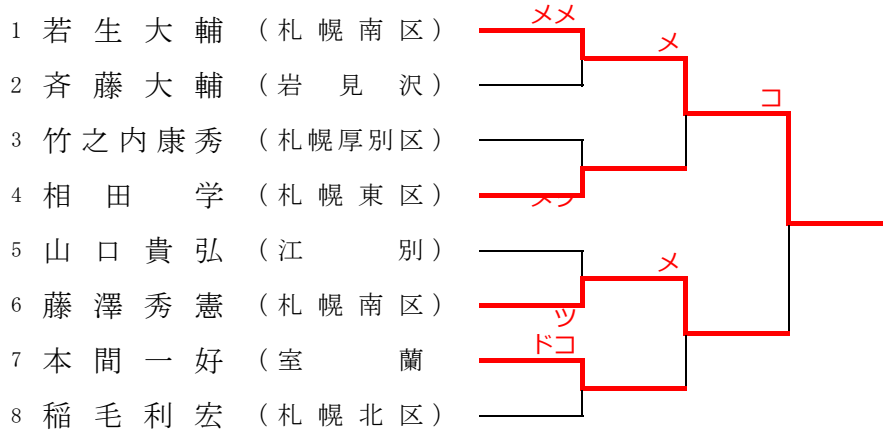 1 若生大輔 (札幌南区) メメ
メ
2 斉藤大輔 (岩見沢)
コ
3 竹之内康秀 (札幌厚別区)
4 相田学 (札幌東区)
5 山口貴弘 (江別)
メ
6 藤澤秀憲 (札幌南区)
ツ
7 本間一好 (室蘭) ドコ
8 稲毛利宏 (札幌北区)